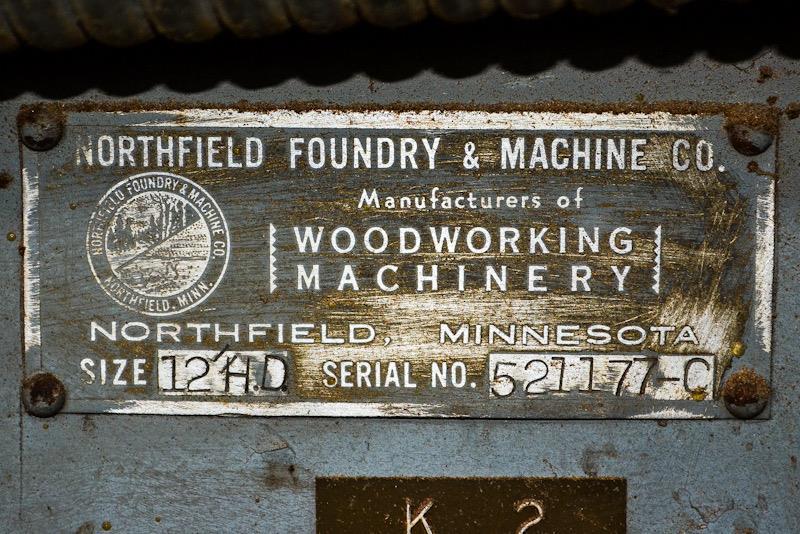 NORTHFIELD FOUNDRY & MACHINE CO.
NORTHFIELD FOUNDRY & MACHINE CO.
NORTHFIELD, MINN.
Manufacturers of
WOODWORKING
MACHINERY
NORTHFIELD, MINNESOTA
SIZE 12" H.D. SERIAL NO. 521177-C
K 2